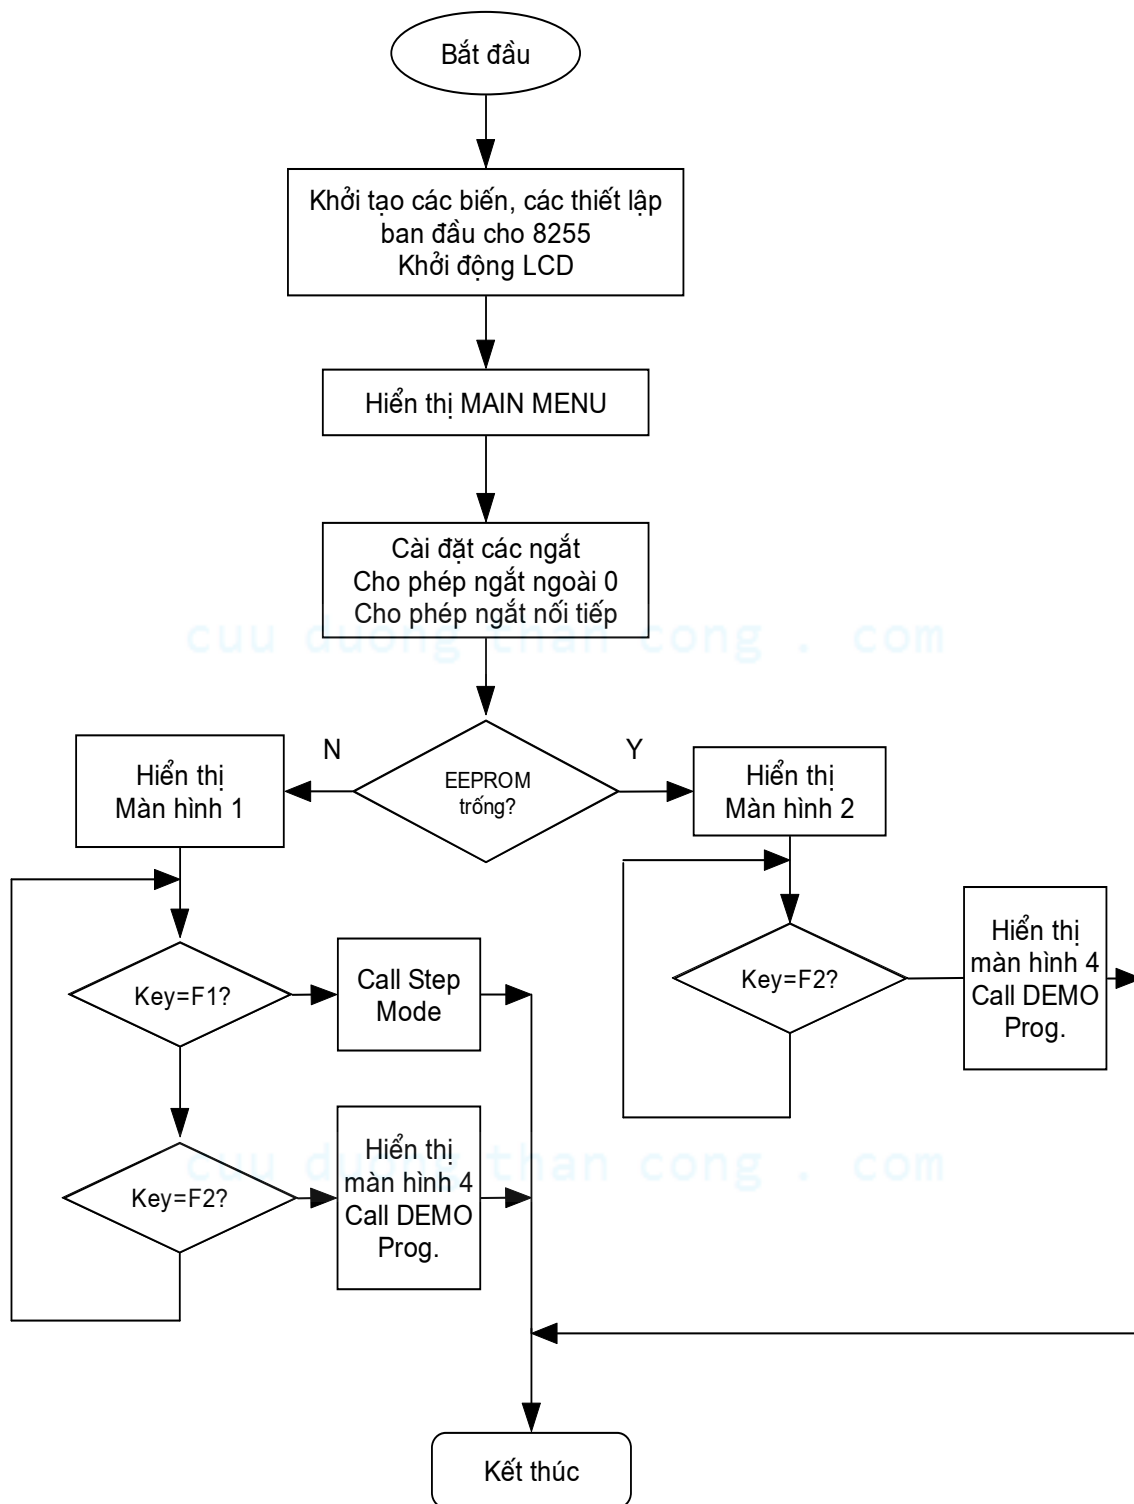 Bắt đầu
Khởi tạo các biến, các thiết lập
ban đầu cho 8255
Khởi động LCD
Hiển thị MAIN MENU
Cài đặt các ngắt
Cho phép ngắt ngoài 0
Cho phép ngắt nối tiếp
cuu duong than cong . com
N
EEPROM
trống?
Y
Hiển thị
Màn hình 1
Hiển thị
Màn hình 2
Key=F1?
Call Step
Mode
Key=F2?
Hiển thị
màn hình 4
Call DEMO
Prog.
Key=F2?
Hiển thị
màn hình 4
Call DEMO
Prog.
cuu duong than cong . com
Kết thúc